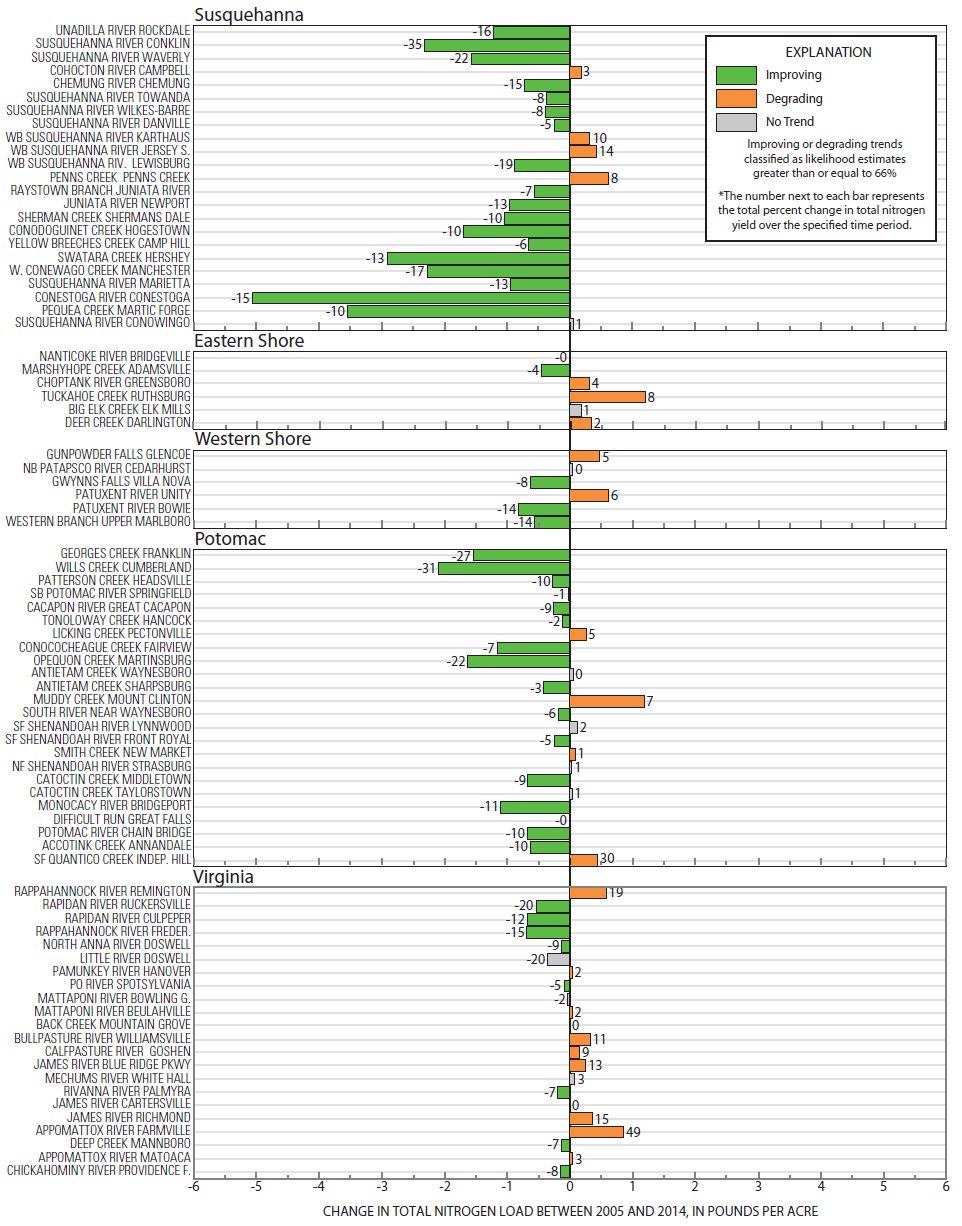 Susquehanna
UNADILLA RIVER ROCKDALE -16
SUSQUEHANNA RIVER CONKLIN -35
SUSQUEHANNA RIVER WAVERLY -22
COHOCTON RIVER CAMPBELL 3
CHEMUNG RIVER CHEMUNG -15
SUSQUEHANNA RIVER TOWANDA -8
SUSQUEHANNA RIVER WILKES-BARRE -8
SUSQUEHANNA RIVER DANVILLE -5
WB SUSQUEHANNA RIVER KARTHAUS 10
WB SUSQUEHANNA RIVER JERSEY S. 14
WB SUSQUEHANNA RIV. LEWISBURG -19
PENNS CREEK PENNS CREEK 8
RAYSTOWN BRANCH JUNIATA RIVER -7
JUNIATA RIVER NEWPORT -13
SHERMAN CREEK SHERMANS DALE -10
CONODOGUINET CREEK HOGESTOWN -10
YELLOW BREECHES CREEK CAMP HILL -6
SWATARA CREEK HERSHEY -13
W. CONEWAGO CREEK MANCHESTER -17
SUSQUEHANNA RIVER MARIETTA -13
CONESTOGA RIVER CONESTOGA -15
PEQUEA CREEK MARTIC FORGE -10
SUSQUEHANNA RIVER CONOWINGO 1
EXPLANATION
Improving
Degrading
No Trend
Improving or degrading trends
classified as likelihood estimates
greater than or equal to 66%
*The number next to each bar represents
the total percent change in total nitrogen
yield over the specified time period.
Eastern Shore
NANTICOKE RIVER BRIDGEVILLE -0
MARSHYHOPE CREEK ADAMSVILLE -4
CHOPTANK RIVER GREENSBORO 4
TUCKAHOE CREEK RUTHSBURG 8
BIG ELK CREEK ELK MILLS 1
DEER CREEK DARLINGTON 2
Western Shore
GUNPOWDER FALLS GLENCOE 5
NB PATAPSCO RIVER CEDARHURST 0
GWYNNS FALLS VILLA NOVA -8
PATUXENT RIVER UNITY 6
PATUXENT RIVER BOWIE -14
WESTERN BRANCH UPPER MARLBORO -14
Potomac
GEORGES CREEK FRANKLIN -27
WILLS CREEK CUMBERLAND -31
PATTERSON CREEK HEADSVILLE -10
SB POTOMAC RIVER SPRINGFIELD -1
CACAPON RIVER GREAT CACAPON -9
TONOLOWAY CREEK HANCOCK -2
LICKING CREEK PECTONVILLE 5
CONOCOCHEAGUE CREEK FAIRVIEW -7
OPEQUON CREEK MARTINSBURG -22
ANTIETAM CREEK WAYNESBORO 0
ANTIETAM CREEK SHARPSBURG -3
MUDDY CREEK MOUNT CLINTON 7
SOUTH RIVER NEAR WAYNESBORO -6
SF SHENANDOAH RIVER LYNNWOOD 2
SF SHENANDOAH RIVER FRONT ROYAL -5
SMITH CREEK NEW MARKET 1
NF SHENANDOAH RIVER STRASBURG 1
CATOCTIN CREEK MIDDLETOWN -9
CATOCTIN CREEK TAYLORSTOWN 1
MONOCACY RIVER BRIDGEPORT -11
DIFFICULT RUN GREAT FALLS -0
POTOMAC RIVER CHAIN BRIDGE -10
ACCOTINK CREEK ANNANDALE -10
SF QUANTICO CREEK INDEP. HILL 30
Virginia
RAPPAHANNOCK RIVER REMINGTON 19
RAPIDAN RIVER RUCKERSVILLE -20
RAPIDAN RIVER CULPEPER -12
RAPPAHANNOCK RIVER FREDER. -15
NORTH ANNA RIVER DOSWELL -9
LITTLE RIVER DOSWELL -20
PAMUNKEY RIVER HANOVER 2
PO RIVER SPOTSYLVANIA -5
MATTAPONI RIVER BOWLING G. -2
MATTAPONI RIVER BEULAHVILLE 2
BACK CREEK MOUNTAIN GROVE 0
BULLPASTURE RIVER WILLIAMSVILLE 11
CALFPASTURE RIVER GOSHEN 9
JAMES RIVER BLUE RIDGE PKWY 13
MECHUMS RIVER WHITE HALL 3
RIVANNA RIVER PALMYRA -7
JAMES RIVER CARTERSVILLE 0
JAMES RIVER RICHMOND 15
APPOMATTOX RIVER FARMVILLE 49
DEEP CREEK MANNBORO -7
APPOMATTOX RIVER MATOACA 3
CHICKAHOMINY RIVER PROVIDENCE F. -8
-6 -5 -4 -3 -2 -1 0 1 2 3 4 5 6
CHANGE IN TOTAL NITROGEN LOAD BETWEEN 2005 AND 2014, IN POUNDS PER ACRE